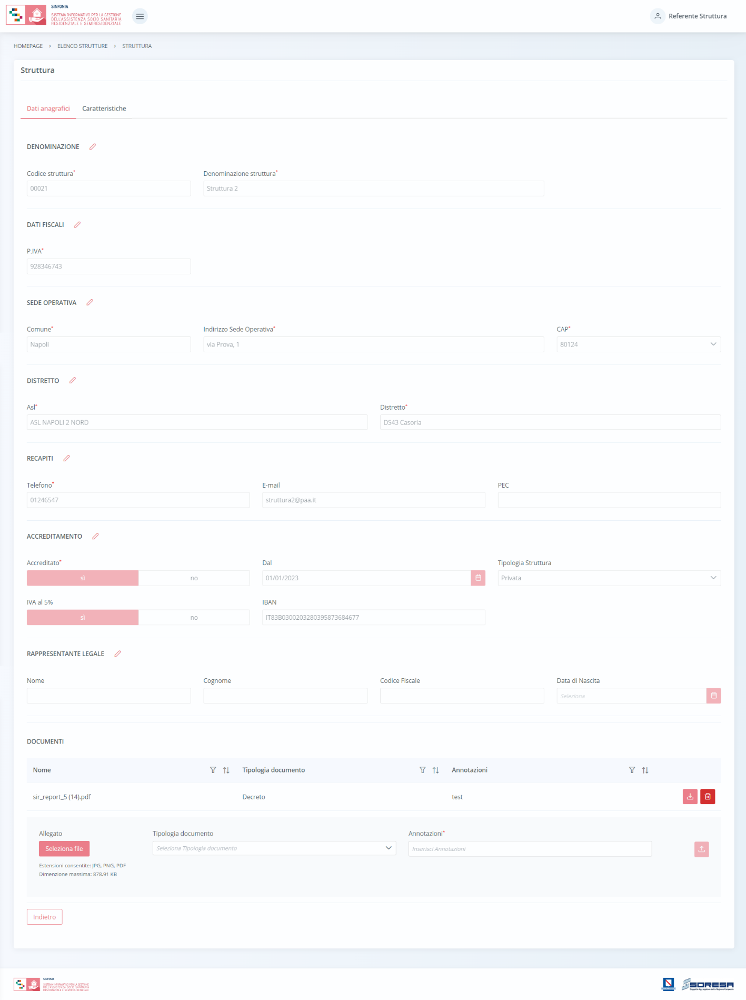 SINFONIA
SISTEMA INFORMATIVO PER LA GESTIONE
DELL'ASSISTENZA SOCIO SANITARIA
RESIDENZIALE E SEMIRESIDENZIALE
Referente Struttura
HOMEPAGE > ELENCO STRUTTURE > STRUTTURA
Struttura
Dati anagrafici Caratteristiche
DENOMINAZIONE
Codice struttura* Denominazione struttura*
00021 Struttura 2
DATI FISCALI
P.IVA*
928346743
SEDE OPERATIVA
Comune* Indirizzo Sede Operativa* CAP*
Napoli via Prova, 1 80124
DISTRETTO
Asl* Distretto*
ASL NAPOLI 2 NORD DS43 Casoria
RECAPITI
Telefono* E-mail PEC
01246547 struttura2@paa.it
ACCREDITAMENTO
Accreditato* Dal Tipologia Struttura
sì no 01/01/2023 Privata
IVA al 5% IBAN
sì no IT83B0300203280395873684677
RAPPRESENTANTE LEGALE
Nome Cognome Codice Fiscale Data di Nascita
Seleziona
DOCUMENTI
Nome Tipologia documento Annotazioni
sir_report_5 (14).pdf Decreto test
Allegato Tipologia documento Annotazioni*
Seleziona file Seleziona Tipologia documento Inserisci Annotazioni
Estensioni consentite: JPG, PNG, PDF
Dimenzione massima: 878.91 KB
Indietro
SINFONIA
SISTEMA INFORMATIVO PER LA GESTIONE
DELL'ASSISTENZA SOCIO SANITARIA
RESIDENZIALE E SEMIRESIDENZIALE
SORESA
Soggetto Aggregatore della Regione Campania